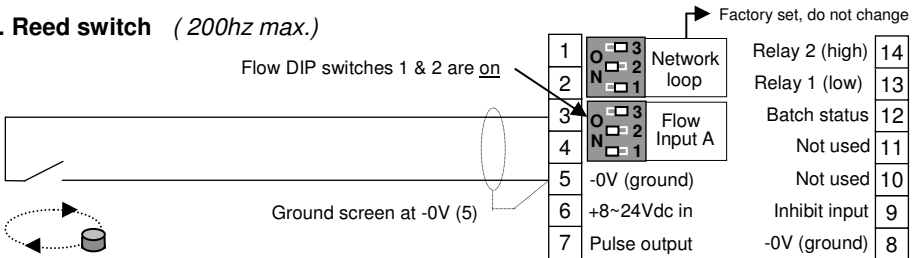 . Reed switch ( 200hz max.)
Factory set, do not change
Flow DIP switches 1 & 2 are on
Ground screen at -0V (5)
1
2
3
4
5 -0V (ground)
6 +8~24Vdc in
7 Pulse output
ON 3 2 1 Network loop
ON 3 2 1 Flow Input A
Relay 2 (high) 14
Relay 1 (low) 13
Batch status 12
Not used 11
Not used 10
Inhibit input 9
-0V (ground) 8